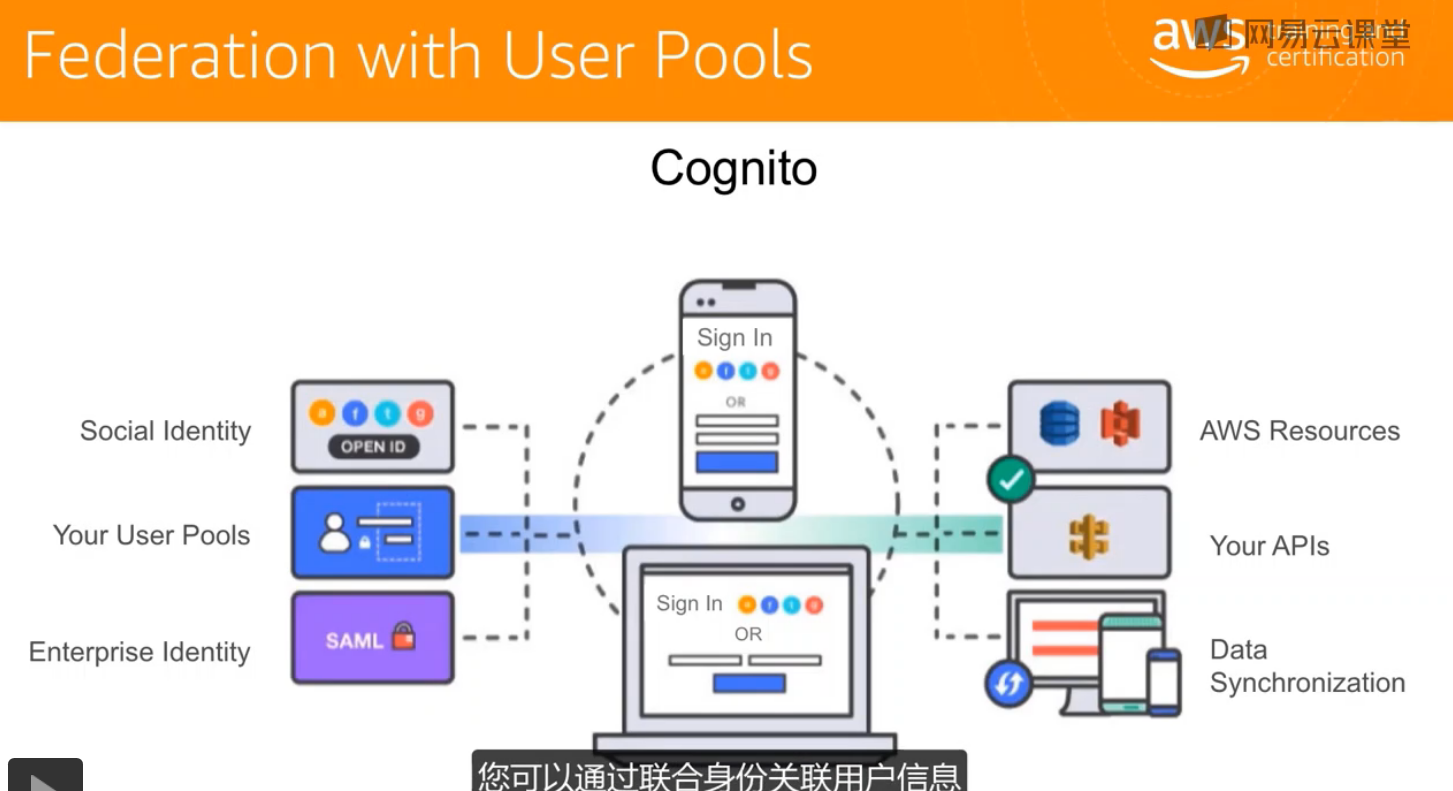 Federation with User Pools
aws training and certification
网易云课堂
Cognito
Sign In
a f t g
OR
Social Identity
a f t g
OPEN ID
AWS Resources
Your User Pools
Your APIs
Sign In
a f t g
OR
Enterprise Identity
SAML
Data
Synchronization
您可以通过联合身份关联用户信息